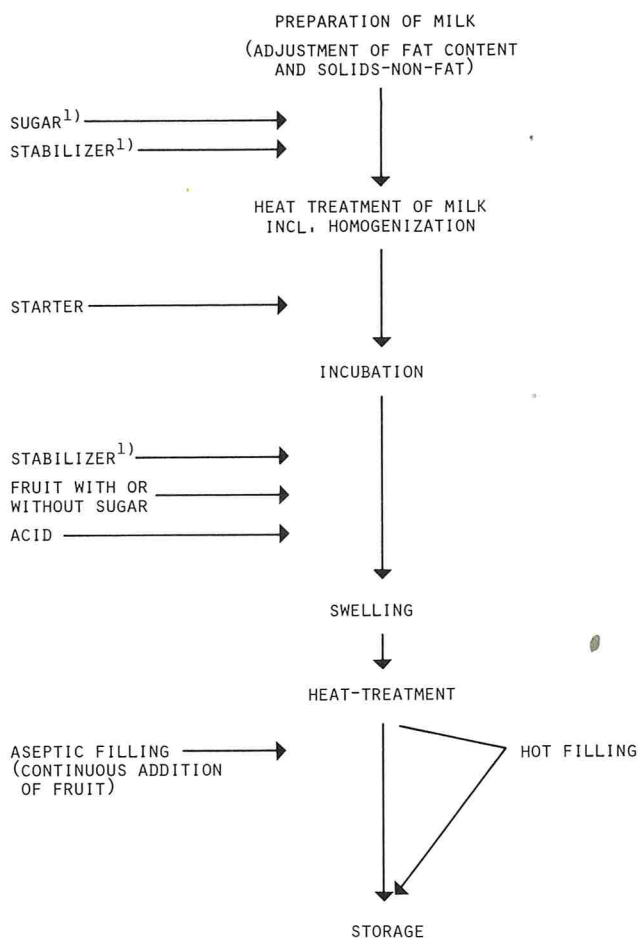 PREPARATION OF MILK
(ADJUSTMENT OF FAT CONTENT
AND SOLIDS-NON-FAT)
SUGAR1)
STABILIZER1)
HEAT TREATMENT OF MILK
INCL. HOMOGENIZATION
STARTER
INCUBATION
STABILIZER1)
FRUIT WITH OR
WITHOUT SUGAR
ACID
SWELLING
HEAT-TREATMENT
ASEPTIC FILLING
(CONTINUOUS ADDITION
OF FRUIT)
HOT FILLING
STORAGE